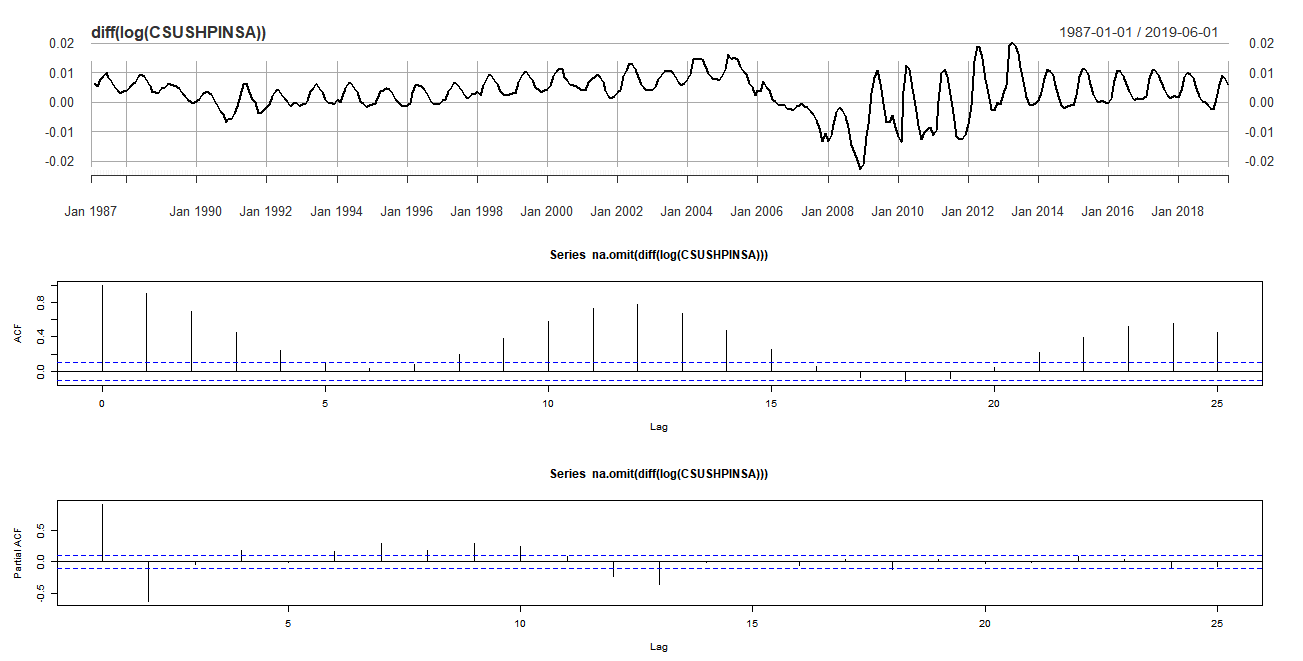 diff(log(CSUSHPINSA)) 1987-01-01 / 2019-06-01
0.02 0.02
0.01 0.01
0.00 0.00
-0.01 -0.01
-0.02 -0.02
Jan 1987 Jan 1990 Jan 1992 Jan 1994 Jan 1996 Jan 1998 Jan 2000 Jan 2002 Jan 2004 Jan 2006 Jan 2008 Jan 2010 Jan 2012 Jan 2014 Jan 2016 Jan 2018
Series na.omit(diff(log(CSUSHPINSA)))
ACF
0.8
0.4
0.0
0 5 10 15 20 25
Lag
Series na.omit(diff(log(CSUSHPINSA)))
Partial ACF
0.5
0.0
-0.5
5 10 15 20 25
Lag